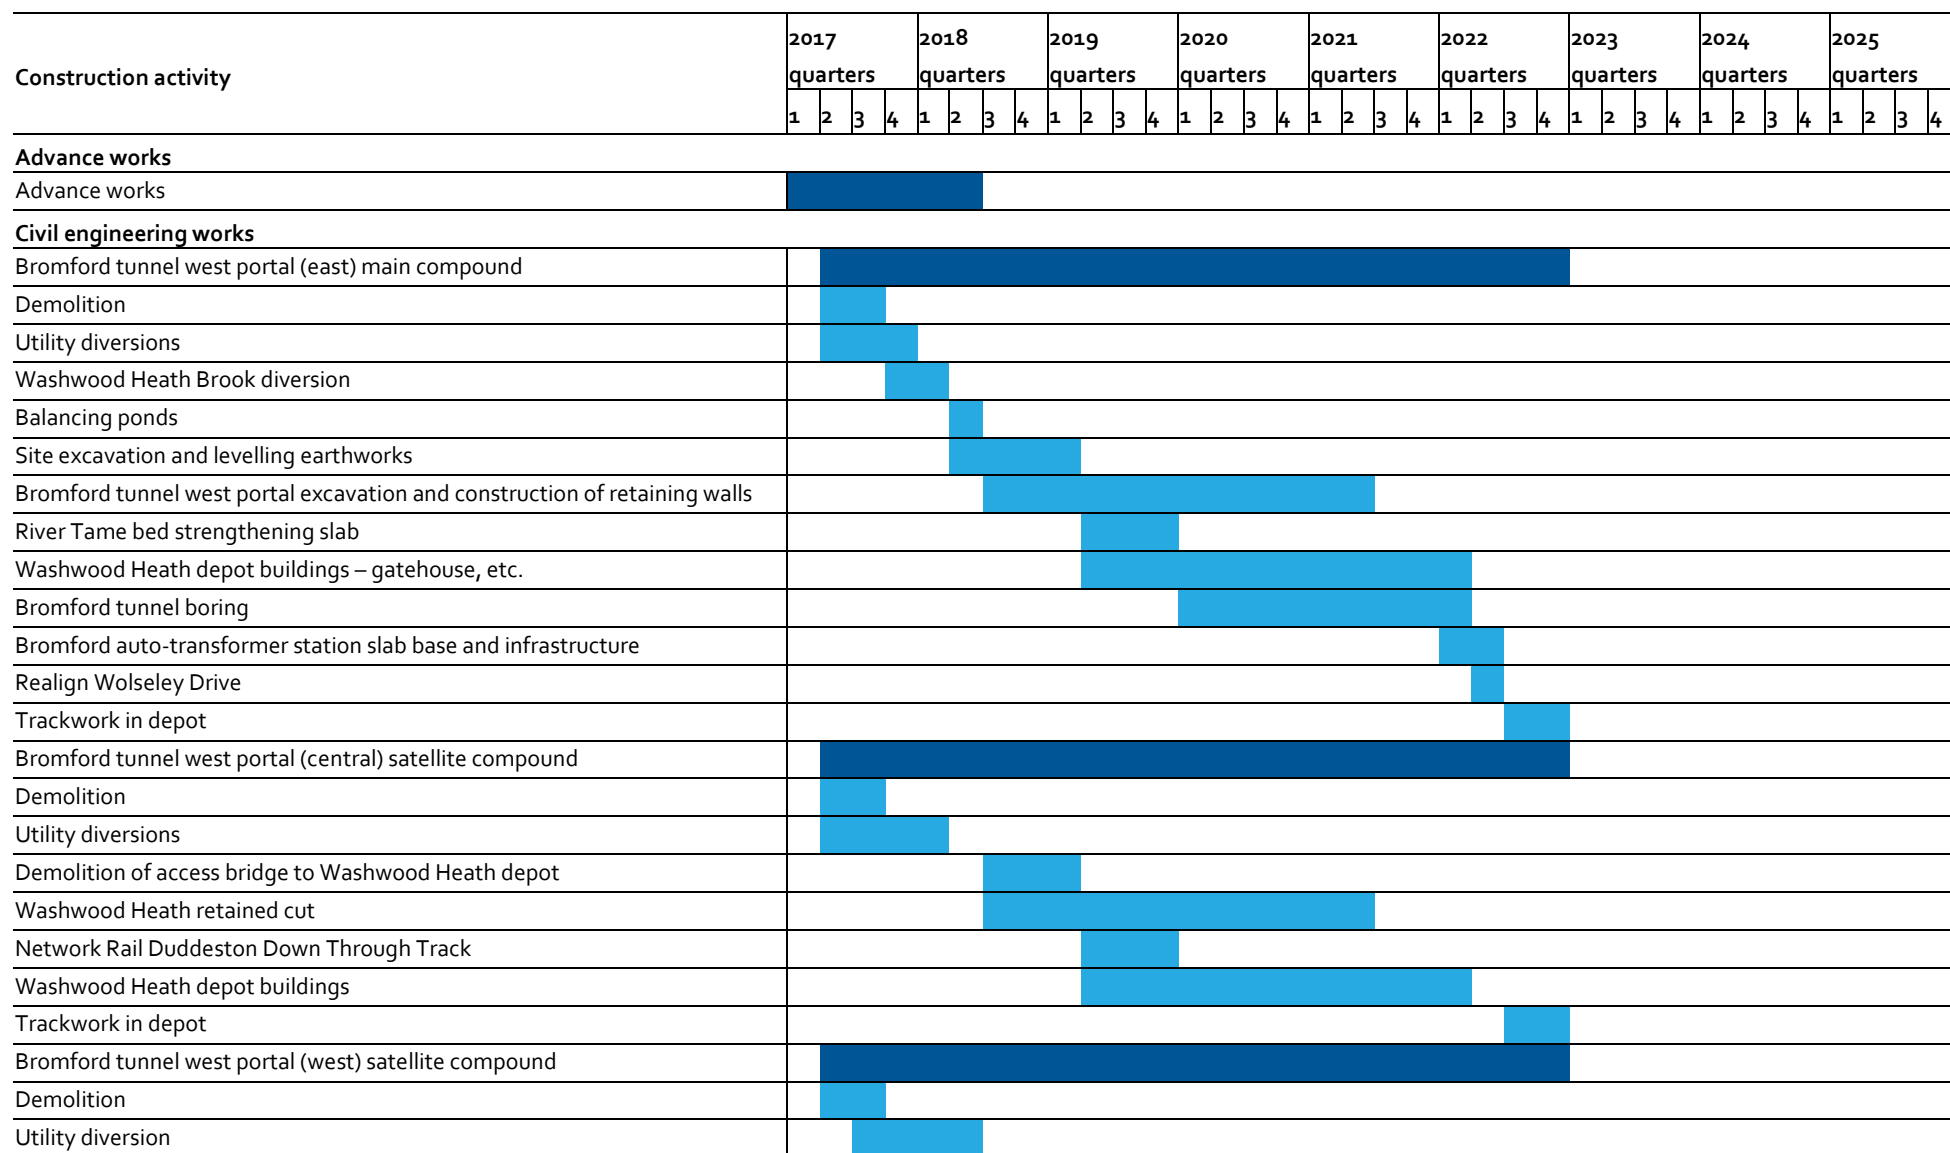 2017 2018 2019 2020 2021 2022 2023 2024 2025
Construction activity
quarters quarters quarters quarters quarters quarters quarters quarters quarters
1 2 3 4 1 2 3 4 1 2 3 4 1 2 3 4 1 2 3 4 1 2 3 4 1 2 3 4 1 2 3 4 1 2 3 4
Advance works
Advance works
Civil engineering works
Bromford tunnel west portal (east) main compound
Demolition
Utility diversions
Washwood Heath Brook diversion
Balancing ponds
Site excavation and levelling earthworks
Bromford tunnel west portal excavation and construction of retaining walls
River Tame bed strengthening slab
Washwood Heath depot buildings – gatehouse, etc.
Bromford tunnel boring
Bromford auto-transformer station slab base and infrastructure
Realign Wolseley Drive
Trackwork in depot
Bromford tunnel west portal (central) satellite compound
Demolition
Utility diversions
Demolition of access bridge to Washwood Heath depot
Washwood Heath retained cut
Network Rail Duddeston Down Through Track
Washwood Heath depot buildings
Trackwork in depot
Bromford tunnel west portal (west) satellite compound
Demolition
Utility diversion